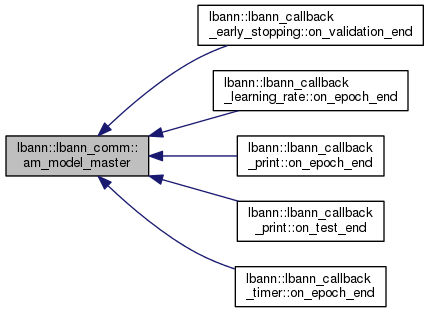 lbann::lbann_callback
_early_stopping::on_validation_end
lbann::lbann_callback
_learning_rate::on_epoch_end
lbann::lbann_comm::
am_model_master
lbann::lbann_callback
_print::on_epoch_end
lbann::lbann_callback
_print::on_test_end
lbann::lbann_callback
_timer::on_epoch_end